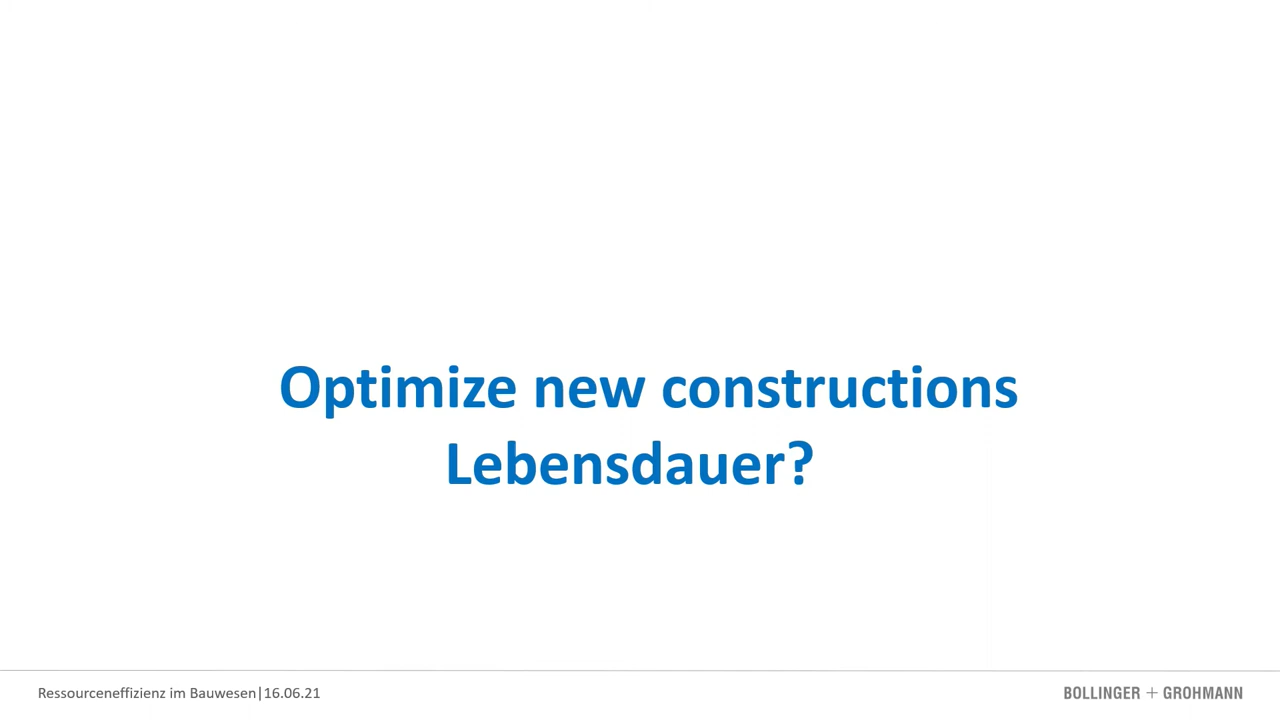 Optimize new constructions
Lebensdauer?
Ressourceneffizienz im Bauwesen|16.06.21
BOLLINGER + GROHMANN